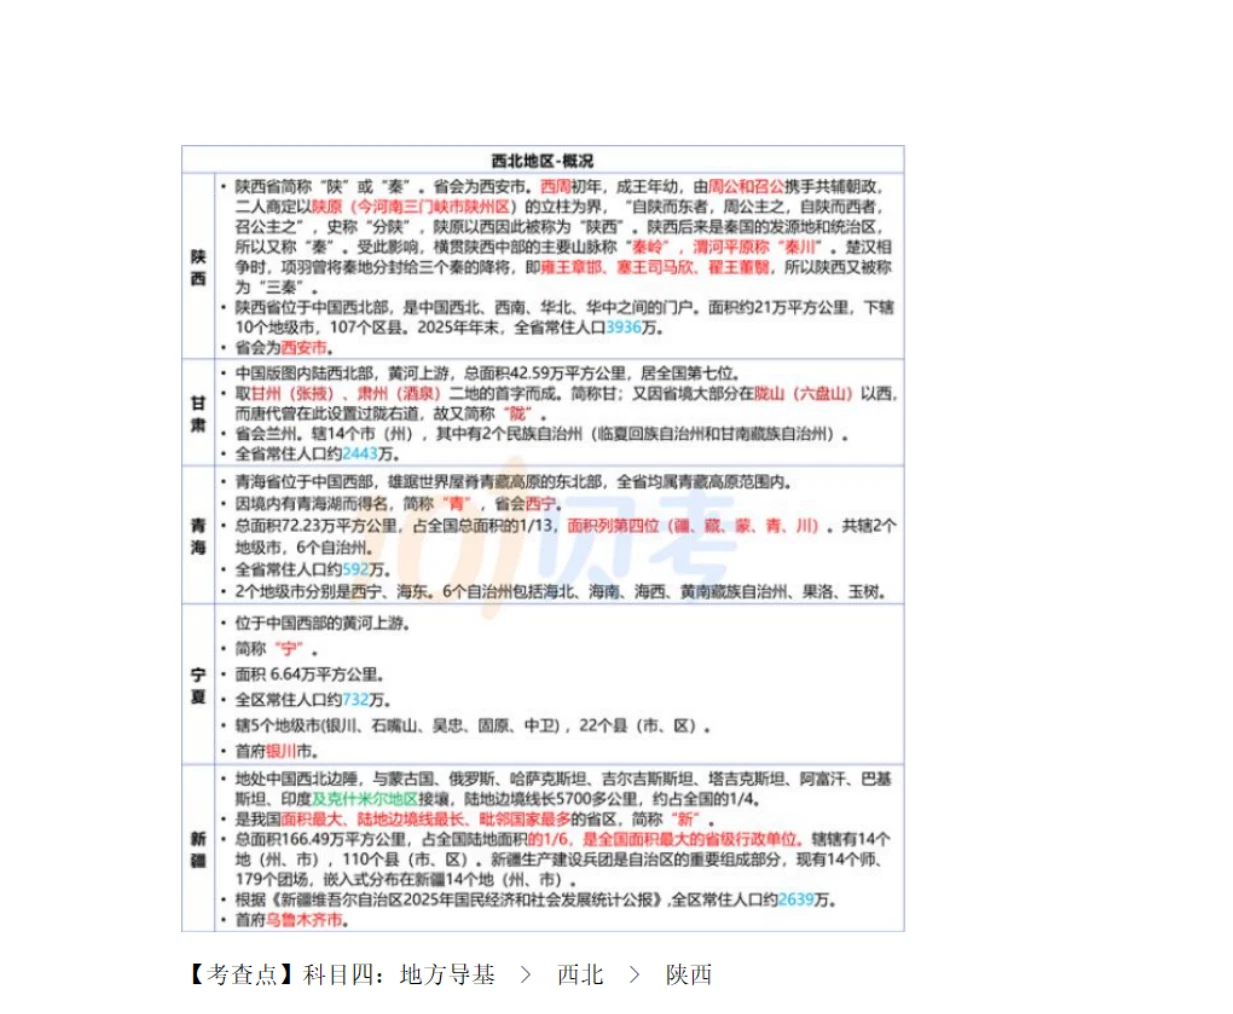 西北地区-概况
陕西
• 陕西省简称“陕”或“秦”。省会为西安市。西周初年，成王年幼，由周公和召公携手共辅朝政，
二人商定以陕原（今河南三门峡市陕州区）的立柱为界，“自陕而东者，周公主之，自陕而西者，
召公主之”，史称“分陕”，陕原以西因此被称为“陕西”。陕西后来是秦国的发源地和统治区，
所以又称“秦”。受此影响，横贯陕西中部的主要山脉称“秦岭”，渭河平原称“秦川”。楚汉相
争时，项羽曾将秦地分封给三个秦的降将，即雍王章邯、塞王司马欣、翟王董翳，所以陕西又被称
为“三秦”。
• 陕西省位于中国西北部，是中国西北、西南、华北、华中之间的门户。面积约21万平方公里，下辖
10个地级市，107个区县。2025年年末，全省常住人口3936万。
• 省会为西安市。
甘肃
• 中国版图内陆西北部，黄河上游，总面积42.59万平方公里，居全国第七位。
• 取甘州（张掖）、肃州（酒泉）二地的首字而成。简称甘；又因省境大部分在陇山（六盘山）以西，
而唐代曾在此设置过陇右道，故又简称“陇”。
• 省会兰州。辖14个市（州），其中有2个民族自治州（临夏回族自治州和甘南藏族自治州）。
• 全省常住人口约2443万。
青海
• 青海省位于中国西部，雄踞世界屋脊青藏高原的东北部，全省均属青藏高原范围内。
• 因境内有青海湖而得名，简称“青”，省会西宁。
• 总面积72.23万平方公里，占全国总面积的1/13，面积列第四位（疆、藏、蒙、青、川）。共辖2个
地级市，6个自治州。
• 全省常住人口约592万。
• 2个地级市分别是西宁、海东。6个自治州包括海北、海南、海西、黄南藏族自治州、果洛、玉树。
宁夏
• 位于中国西部的黄河上游。
• 简称“宁”。
• 面积 6.64万平方公里。
• 全区常住人口约732万。
• 辖5个地级市(银川、石嘴山、吴忠、固原、中卫)，22个县（市、区）。
• 首府银川市。
新疆
• 地处中国西北边陲，与蒙古国、俄罗斯、哈萨克斯坦、吉尔吉斯斯坦、塔吉克斯坦、阿富汗、巴基
斯坦、印度及克什米尔地区接壤，陆地边境线长5700多公里，约占全国的1/4。
• 是我国面积最大、陆地边境线最长、毗邻国家最多的省区，简称“新”。
• 总面积166.49万平方公里，占全国陆地面积的1/6，是全国面积最大的省级行政单位。辖辖有14个
地（州、市），110个县（市、区）。新疆生产建设兵团是自治区的重要组成部分，现有14个师、
179个团场，嵌入式分布在新疆14个地（州、市）。
• 根据《新疆维吾尔自治区2025年国民经济和社会发展统计公报》,全区常住人口约2639万。
• 首府乌鲁木齐市。
101闪考
【考查点】科目四：地方导基 > 西北 > 陕西